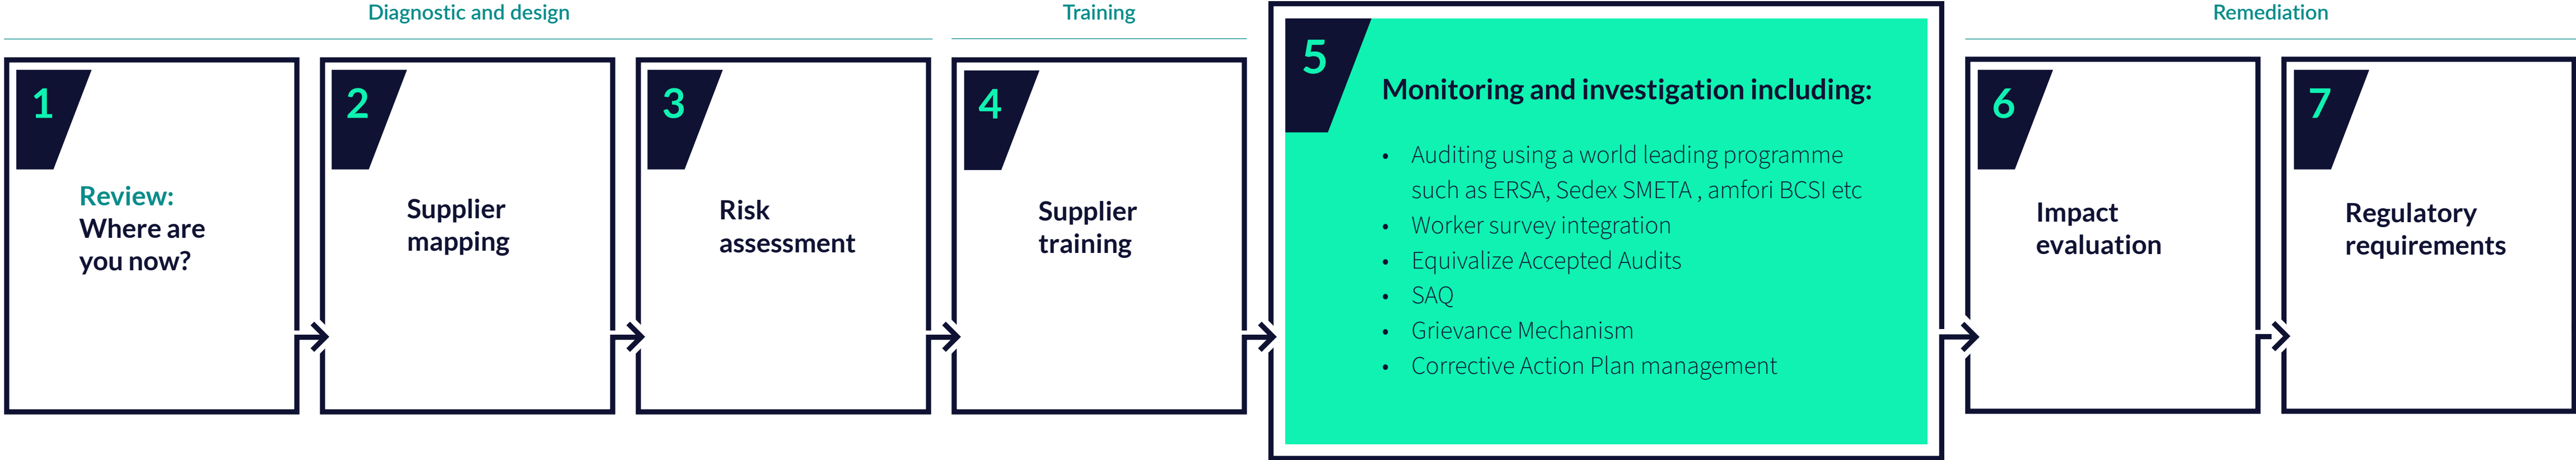 Diagnostic and design
Training
Remediation
1
Review:
Where are
you now?
2
Supplier
mapping
3
Risk
assessment
4
Supplier
training
5
Monitoring and investigation including:
• Auditing using a world leading programme
such as ERSA, Sedex SMETA , amfori BCSI etc
• Worker survey integration
• Equivalize Accepted Audits
• SAQ
• Grievance Mechanism
• Corrective Action Plan management
6
Impact
evaluation
7
Regulatory
requirements